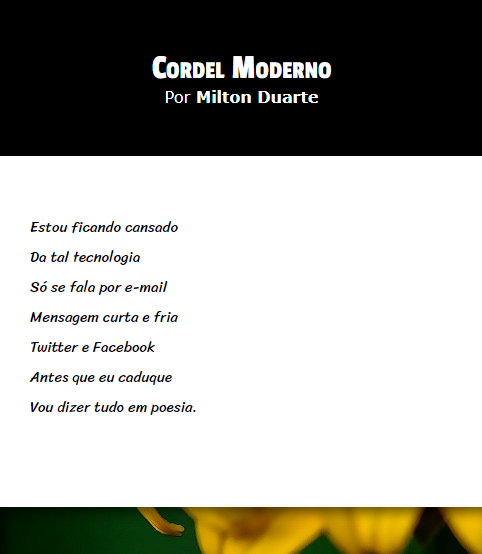 Cordel Moderno
Por Milton Duarte
Estou ficando cansado
Da tal tecnologia
Só se fala por e-mail
Mensagem curta e fria
Twitter e Facebook
Antes que eu caduque
Vou dizer tudo em poesia.